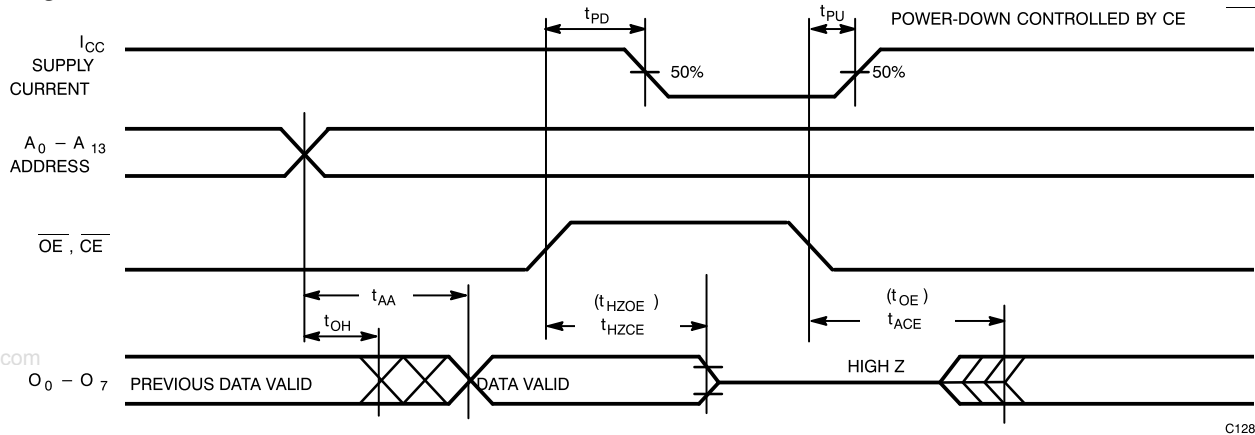 tPD
tPU
POWER-DOWN CONTROLLED BY CE
ICC
SUPPLY
CURRENT
50%
50%
A0 – A13
ADDRESS
OE , CE
tAA
(tHZOE )
tHZCE
(tOE )
tACE
tOH
com
O0 – O7
PREVIOUS DATA VALID
DATA VALID
HIGH Z
C128